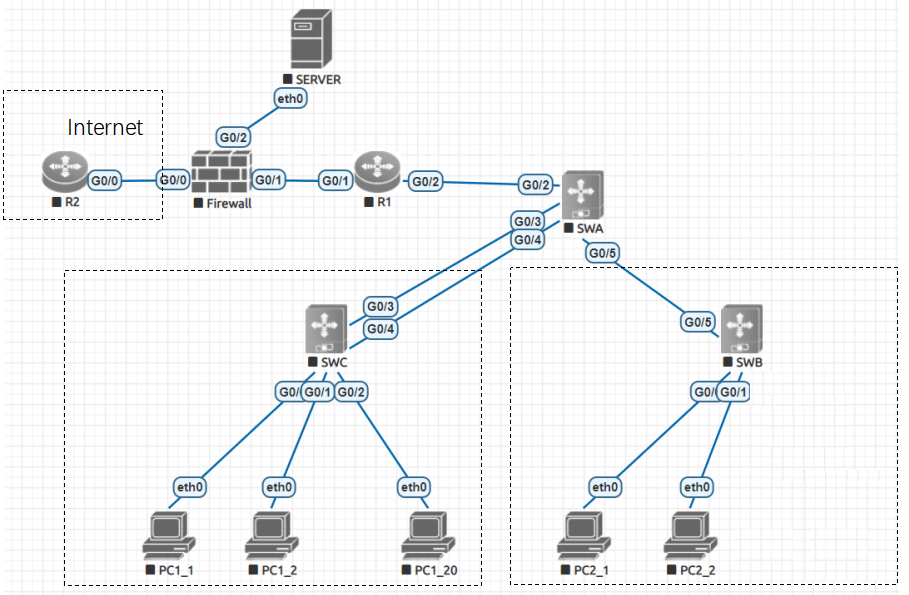 SERVER
eth0
Internet
G0/2
G0/0
G0/0
G0/1
G0/1
G0/2
G0/2
R2
Firewall
R1
SWA
G0/3
G0/4
G0/5
G0/3
G0/4
G0/5
SWC
SWB
G0/
G0/1
G0/2
G0/
G0/1
eth0
eth0
eth0
eth0
eth0
PC1_1
PC1_2
PC1_20
PC2_1
PC2_2